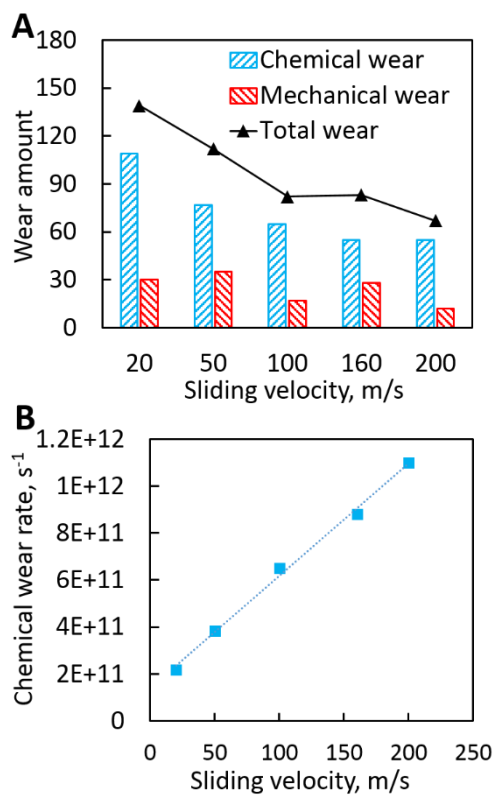 A
180
150
120
90
60
30
0
Wear amount
Chemical wear
Mechanical wear
Total wear
20 50 100 160 200
Sliding velocity, m/s
B
1.2E+12
1E+12
8E+11
6E+11
4E+11
2E+11
0
Chemical wear rate, s⁻¹
0 50 100 150 200 250
Sliding velocity, m/s